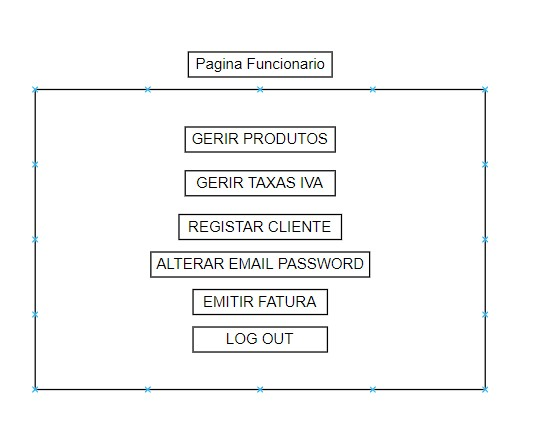 Pagina Funcionario
GERIR PRODUTOS
GERIR TAXAS IVA
REGISTAR CLIENTE
ALTERAR EMAIL PASSWORD
EMITIR FATURA
LOG OUT